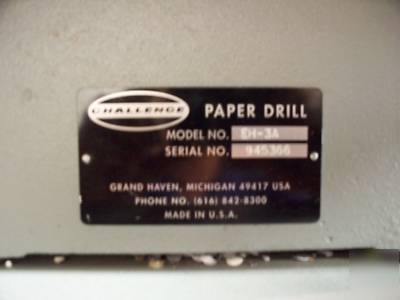 CHALLENGE
PAPER DRILL
MODEL NO. EH-3A
SERIAL NO. 945366
GRAND HAVEN, MICHIGAN 49417 USA
PHONE NO. (616) 842-8300
MADE IN U.S.A.